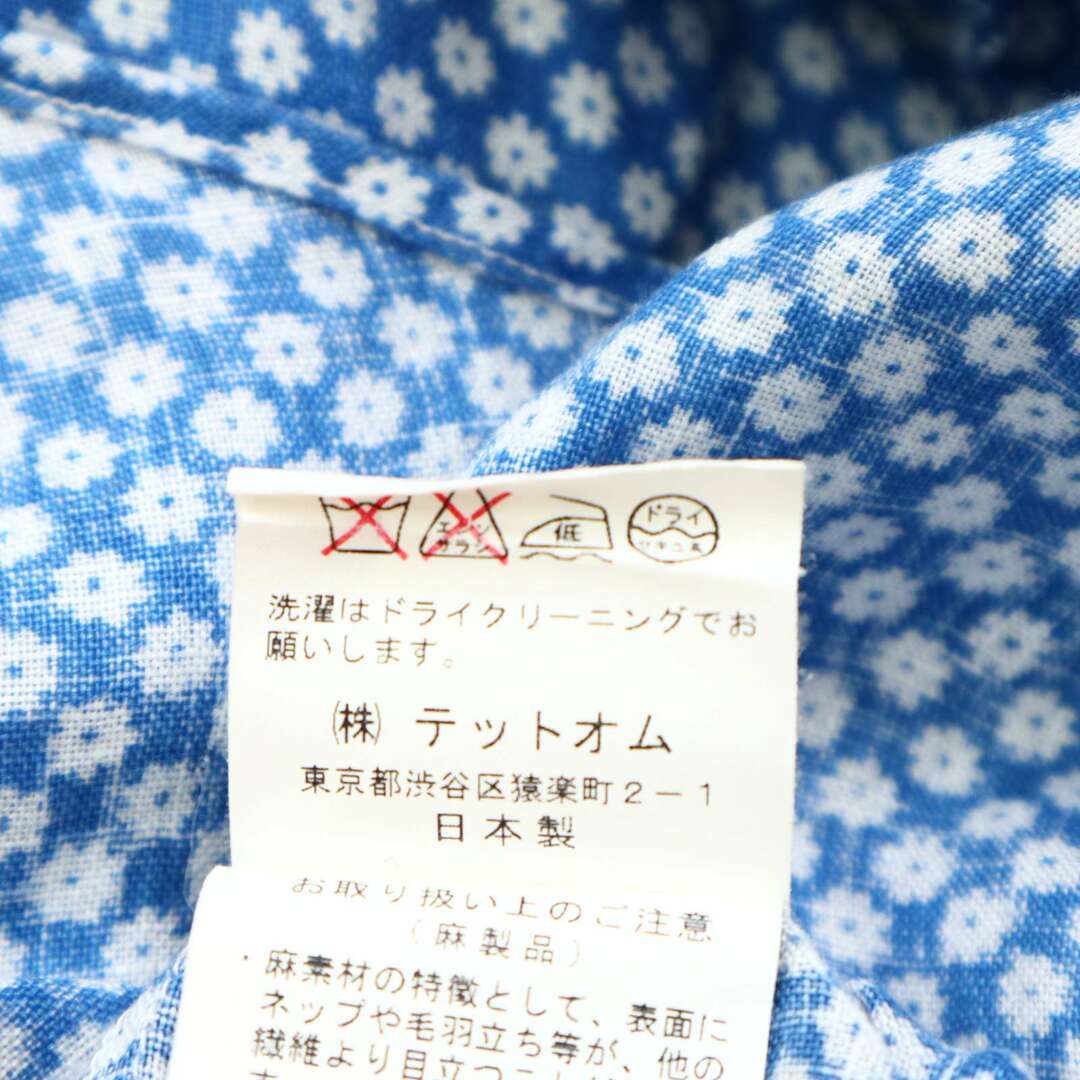 エンソ
サラシ
低
ドライ
セキユ系
洗濯はドライクリーニングでお
願いします。
㈱ テットオム
東京都渋谷区猿楽町2−1
日本製
お取り扱い上のご注意
(麻製品)
・麻素材の特徴として、表面に
ネップや毛羽立ち等が、他の
繊維より目立つこと